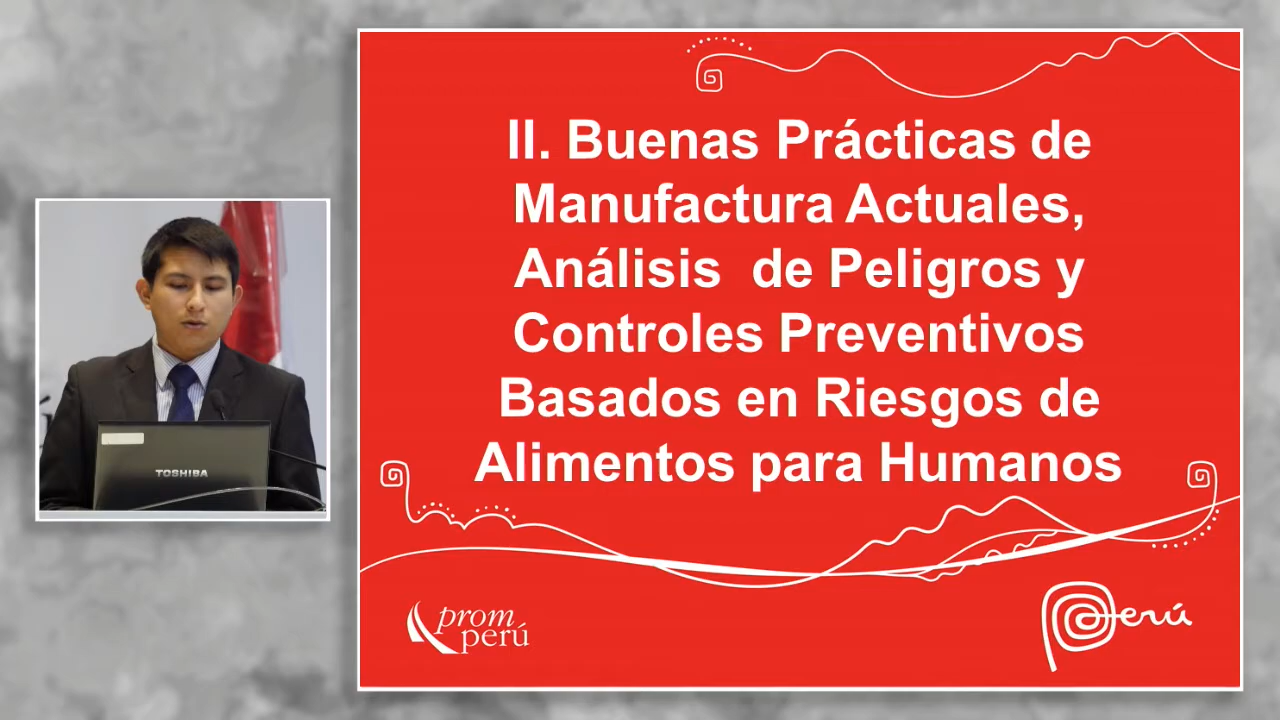 II. Buenas Prácticas de
Manufactura Actuales,
Análisis  de Peligros y
Controles Preventivos
Basados en Riesgos de
Alimentos para Humanos
TOSHIBA
prom
perú
Perú